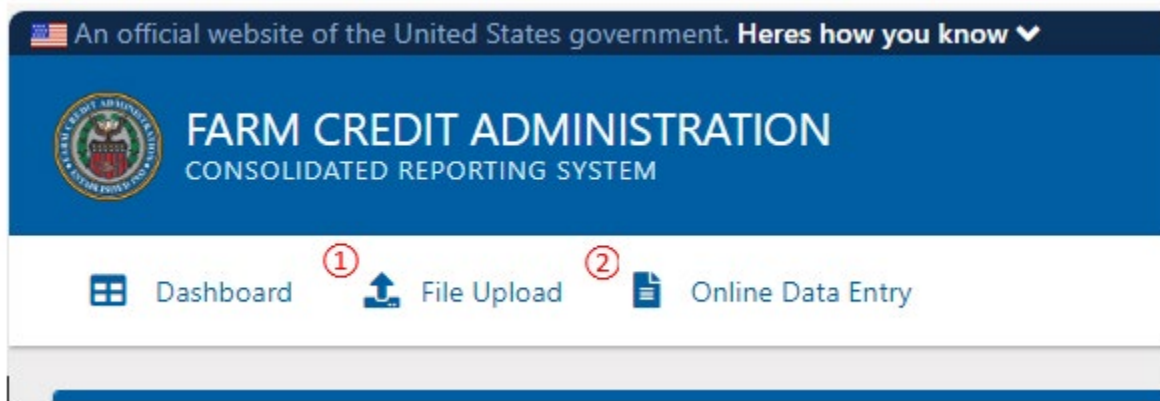 An official website of the United States government. Heres how you know
FARM CREDIT ADMINISTRATION
CONSOLIDATED REPORTING SYSTEM
Dashboard ① File Upload ② Online Data Entry